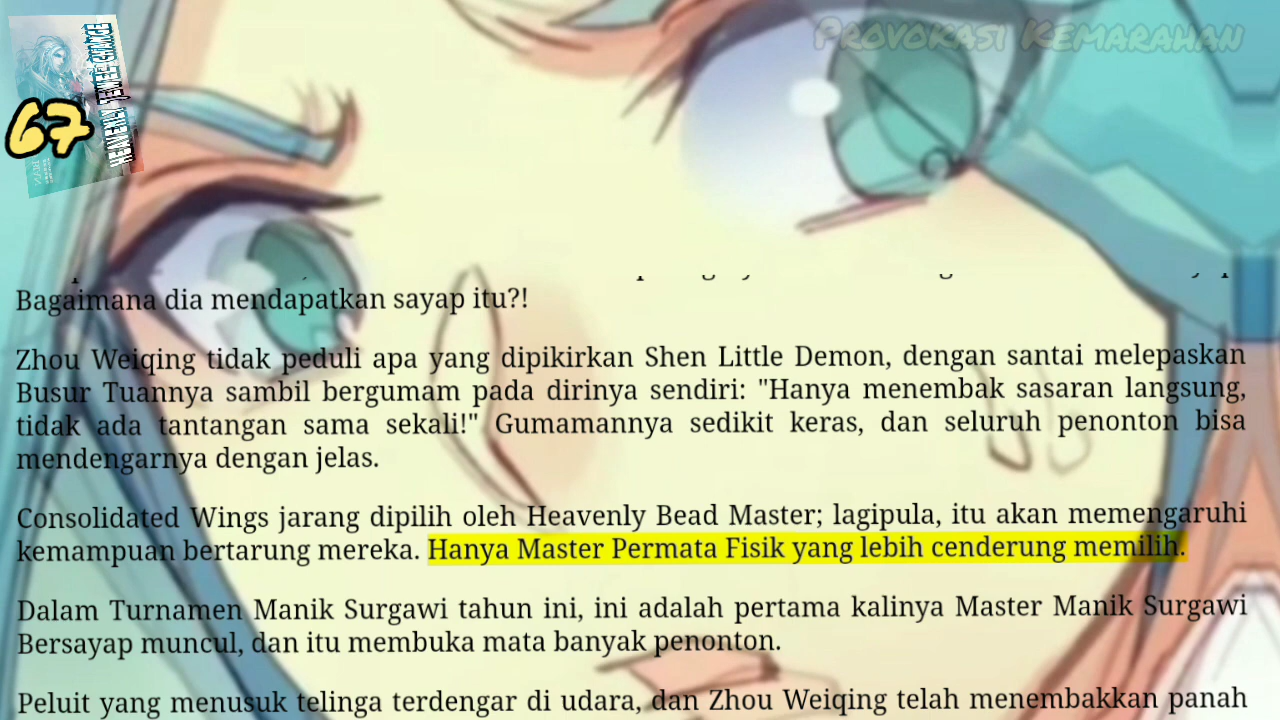 Provokasi Kemarahan
HEAVENLY JEWEL CHANGE
67
Bagaimana dia mendapatkan sayap itu?!
Zhou Weiqing tidak peduli apa yang dipikirkan Shen Little Demon, dengan santai melepaskan
Busur Tuannya sambil bergumam pada dirinya sendiri: "Hanya menembak sasaran langsung,
tidak ada tantangan sama sekali!" Gumamannya sedikit keras, dan seluruh penonton bisa
mendengarnya dengan jelas.
Consolidated Wings jarang dipilih oleh Heavenly Bead Master; lagipula, itu akan memengaruhi
kemampuan bertarung mereka. Hanya Master Permata Fisik yang lebih cenderung memilih.
Dalam Turnamen Manik Surgawi tahun ini, ini adalah pertama kalinya Master Manik Surgawi
Bersayap muncul, dan itu membuka mata banyak penonton.
Peluit yang menusuk telinga terdengar di udara, dan Zhou Weiqing telah menembakkan panah